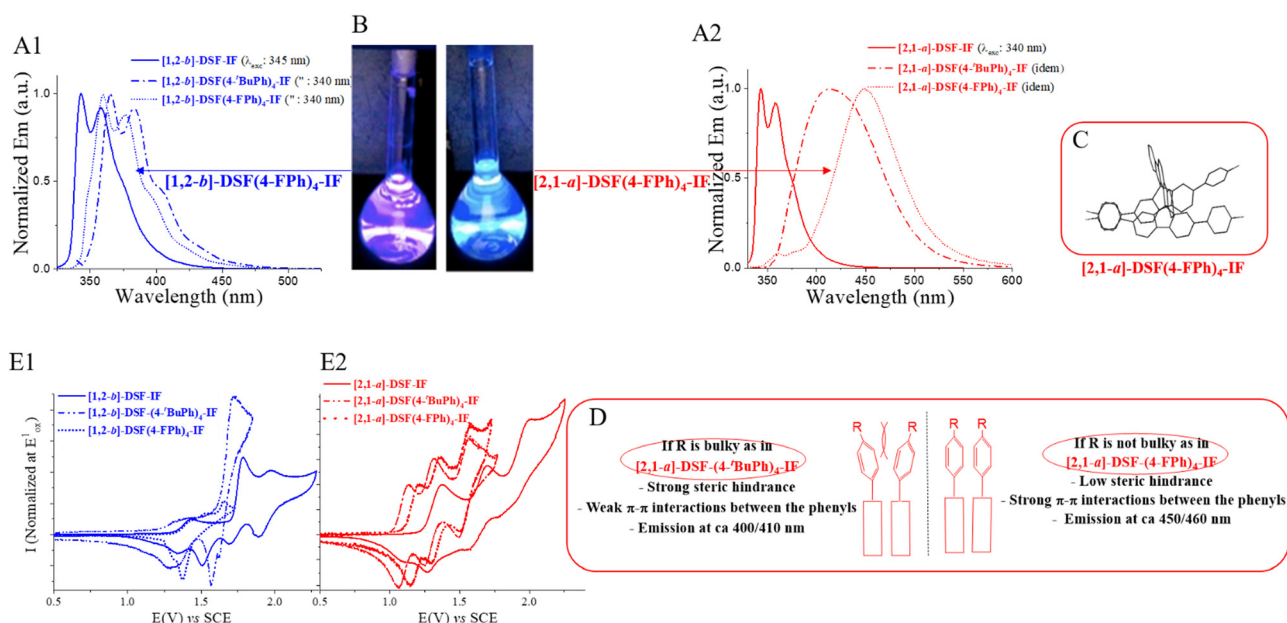 A1
[1,2-b]-DSF-IF (λexc: 345 nm)
[1,2-b]-DSF(4-tBuPh)4-IF (" : 340 nm)
[1,2-b]-DSF(4-FPh)4-IF (" : 340 nm)
Normalized Em (a.u.)
1.0
0.5
0.0
350 400 450 500
Wavelength (nm)
[1,2-b]-DSF(4-FPh)4-IF
B
[2,1-a]-DSF(4-FPh)4-IF
A2
[2,1-a]-DSF-IF (λexc: 340 nm)
[2,1-a]-DSF(4-tBuPh)4-IF (idem)
[2,1-a]-DSF(4-FPh)4-IF (idem)
Normalized Em (a.u.)
1.0
0.5
0.0
350 400 450 500 550 600
Wavelength (nm)
C
[2,1-a]-DSF(4-FPh)4-IF
E1
[1,2-b]-DSF-IF
[1,2-b]-DSF-(4-tBuPh)4-IF
[1,2-b]-DSF(4-FPh)4-IF
I (Normalized at E1ox)
0.5 1.0 1.5 2.0
E(V) vs SCE
E2
[2,1-a]-DSF-IF
[2,1-a]-DSF(4-tBuPh)4-IF
[2,1-a]-DSF(4-FPh)4-IF
0.5 1.0 1.5 2.0
E(V) vs SCE
D
If R is bulky as in
[2,1-a]-DSF-(4-tBuPh)4-IF
- Strong steric hindrance
- Weak π-π interactions between the phenyls
- Emission at ca 400/410 nm
R R
R R
If R is not bulky as in
[2,1-a]-DSF-(4-FPh)4-IF
- Low steric hindrance
- Strong π-π interactions between the phenyls
- Emission at ca 450/460 nm